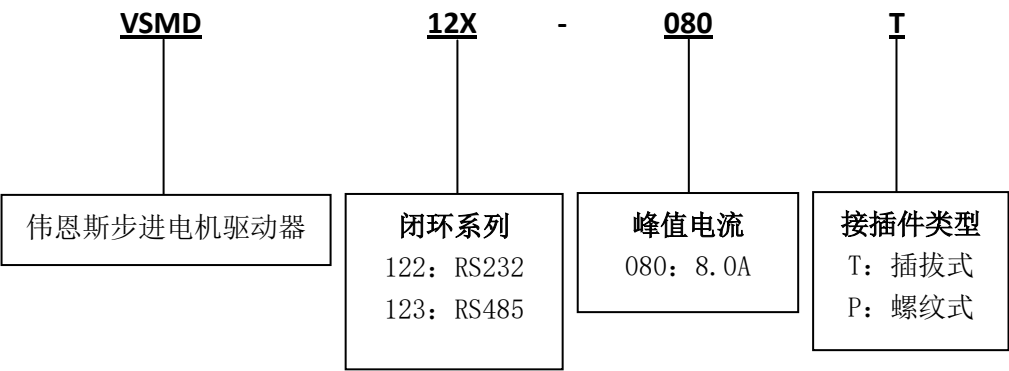 VSMD 12X - 080 T
伟恩斯步进电机驱动器
闭环系列
122: RS232
123: RS485
峰值电流
080: 8.0A
接插件类型
T: 插拔式
P: 螺纹式